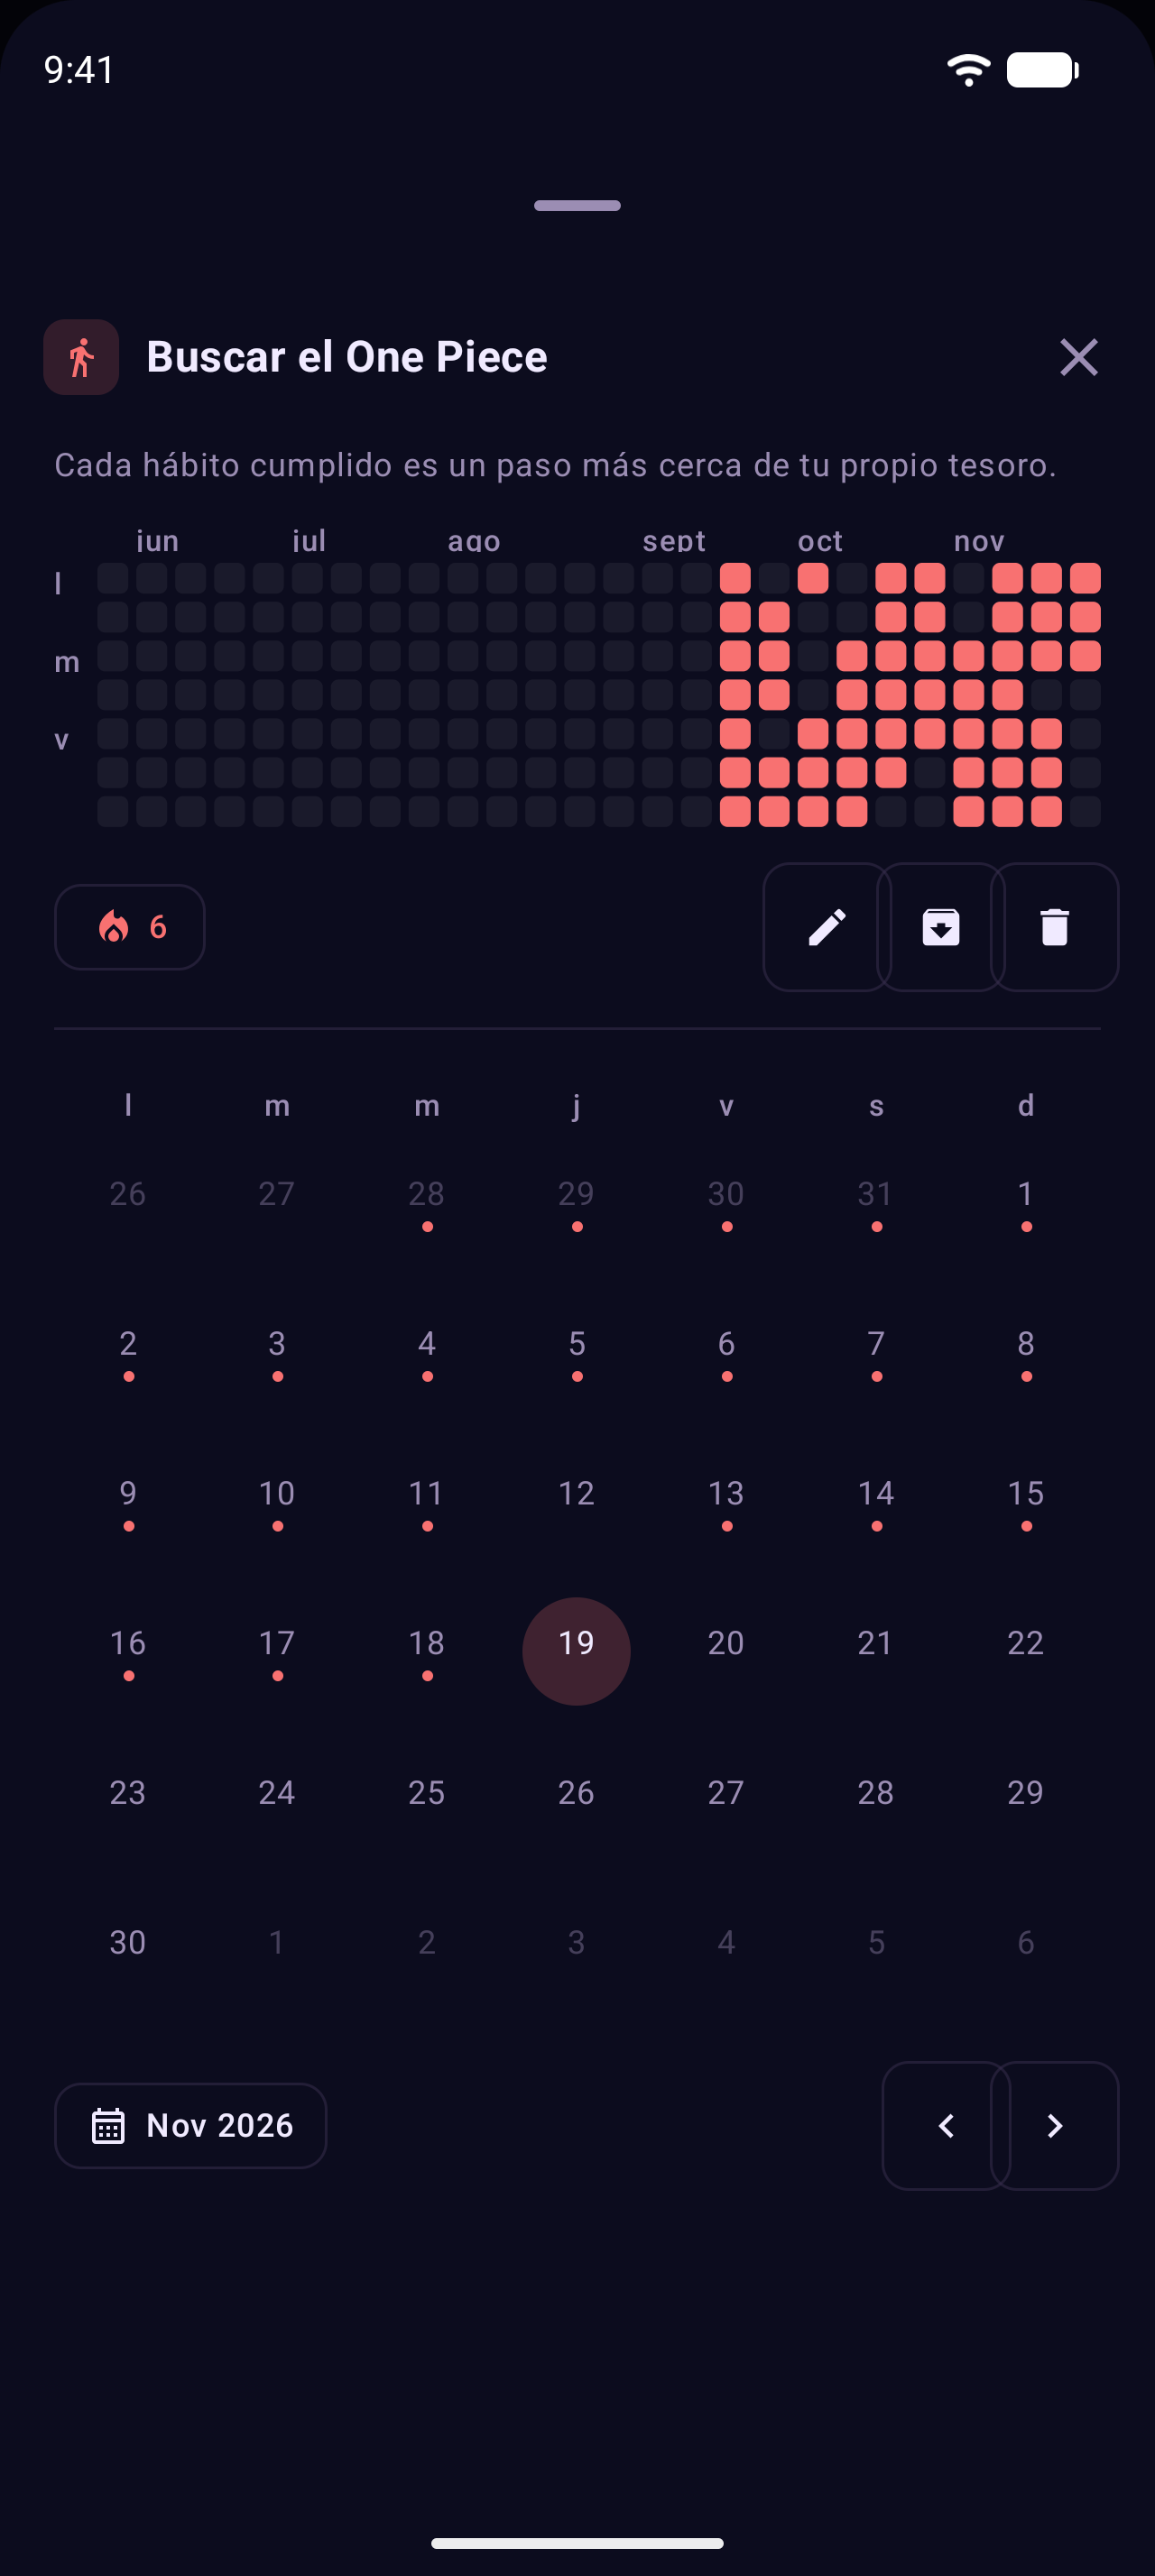 9:41
Buscar el One Piece
Cada hábito cumplido es un paso más cerca de tu propio tesoro.
jun jul ago sept oct nov
l
m
v
6
l m m j v s d
26 27 28 29 30 31 1
2 3 4 5 6 7 8
9 10 11 12 13 14 15
16 17 18 19 20 21 22
23 24 25 26 27 28 29
30 1 2 3 4 5 6
Nov 2026